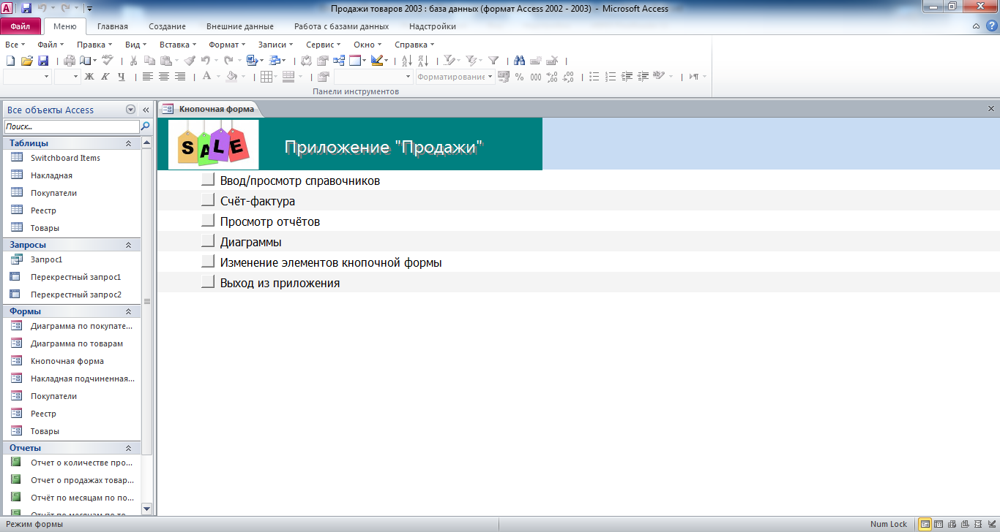 Продажи товаров 2003 : база данных (формат Access 2002 - 2003) - Microsoft Access
Файл Меню Главная Создание Внешние данные Работа с базами данных Надстройки
Все Файл Правка Вид Вставка Формат Записи Сервис Окно Справка
Ж К Ч А Форматирование % 000
Панели инструментов
Все объекты Access
Поиск...
Таблицы
Switchboard Items
Накладная
Покупатели
Реестр
Товары
Запросы
Запрос1
Перекрестный запрос1
Перекрестный запрос2
Формы
Диаграмма по покупате...
Диаграмма по товарам
Кнопочная форма
Накладная подчиненная...
Покупатели
Реестр
Товары
Отчеты
Отчет о количестве про...
Отчет о продажах товар...
Отчёт по месяцам по по...
Отчёт по месяцам по то...
Кнопочная форма
SALE
Приложение "Продажи"
Ввод/просмотр справочников
Счёт-фактура
Просмотр отчётов
Диаграммы
Изменение элементов кнопочной формы
Выход из приложения
Режим формы
Num Lock